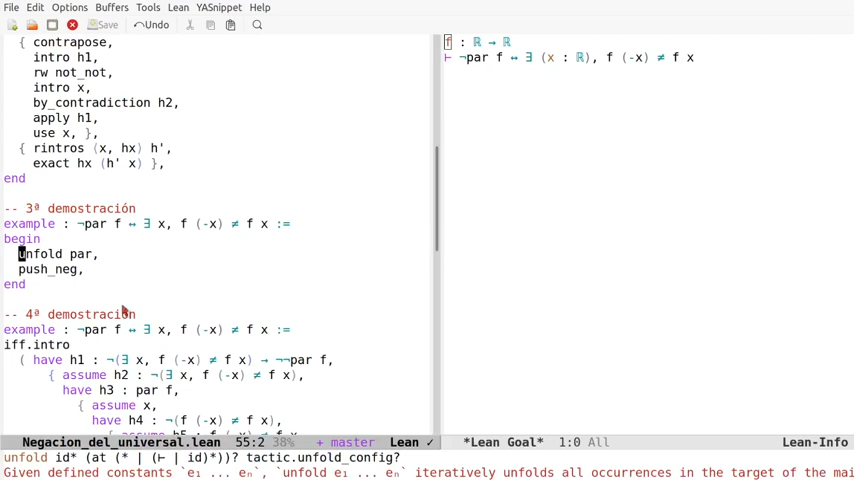 File Edit Options Buffers Tools Lean YASnippet Help
Save Undo
{ contrapose,
intro h1,
rw not_not,
intro x,
by_contradiction h2,
apply h1,
use x, },
{ rintros ⟨x, hx⟩ h',
exact hx (h' x) },
end
-- 3ª demostración
example : ¬par f ↔ ∃ x, f (-x) ≠ f x :=
begin
unfold par,
push_neg,
end
-- 4ª demostración
example : ¬par f ↔ ∃ x, f (-x) ≠ f x :=
iff.intro
( have h1 : ¬(∃ x, f (-x) ≠ f x) → ¬¬par f,
{ assume h2 : ¬(∃ x, f (-x) ≠ f x),
have h3 : par f,
{ assume x,
have h4 : ¬(f (-x) ≠ f x),
{ assume h5 : f (-x) ≠ f x,
f : ℝ → ℝ
⊢ ¬par f ↔ ∃ (x : ℝ), f (-x) ≠ f x
Negacion_del_universal.lean 55:2 38% + master Lean ✓
*Lean Goal* 1:0 All Lean-Info
unfold id* (at (* | (⊢ | id)*))? tactic.unfold_config?
Given defined constants `e₁ ... eₙ`, `unfold e₁ ... eₙ` iteratively unfolds all occurrences in the target of the mai